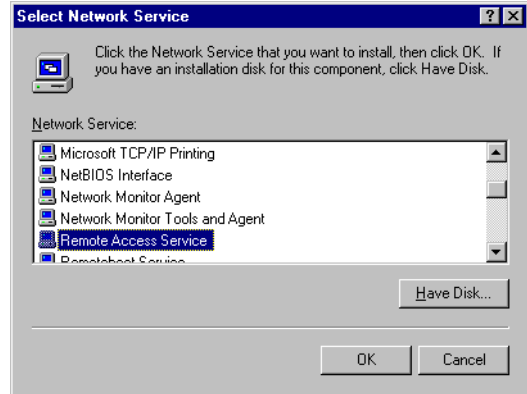 Select Network Service
Click the Network Service that you want to install, then click OK. If
you have an installation disk for this component, click Have Disk.
Network Service:
Microsoft TCP/IP Printing
NetBIOS Interface
Network Monitor Agent
Network Monitor Tools and Agent
Remote Access Service
Remoteboot Service
Have Disk...
OK Cancel